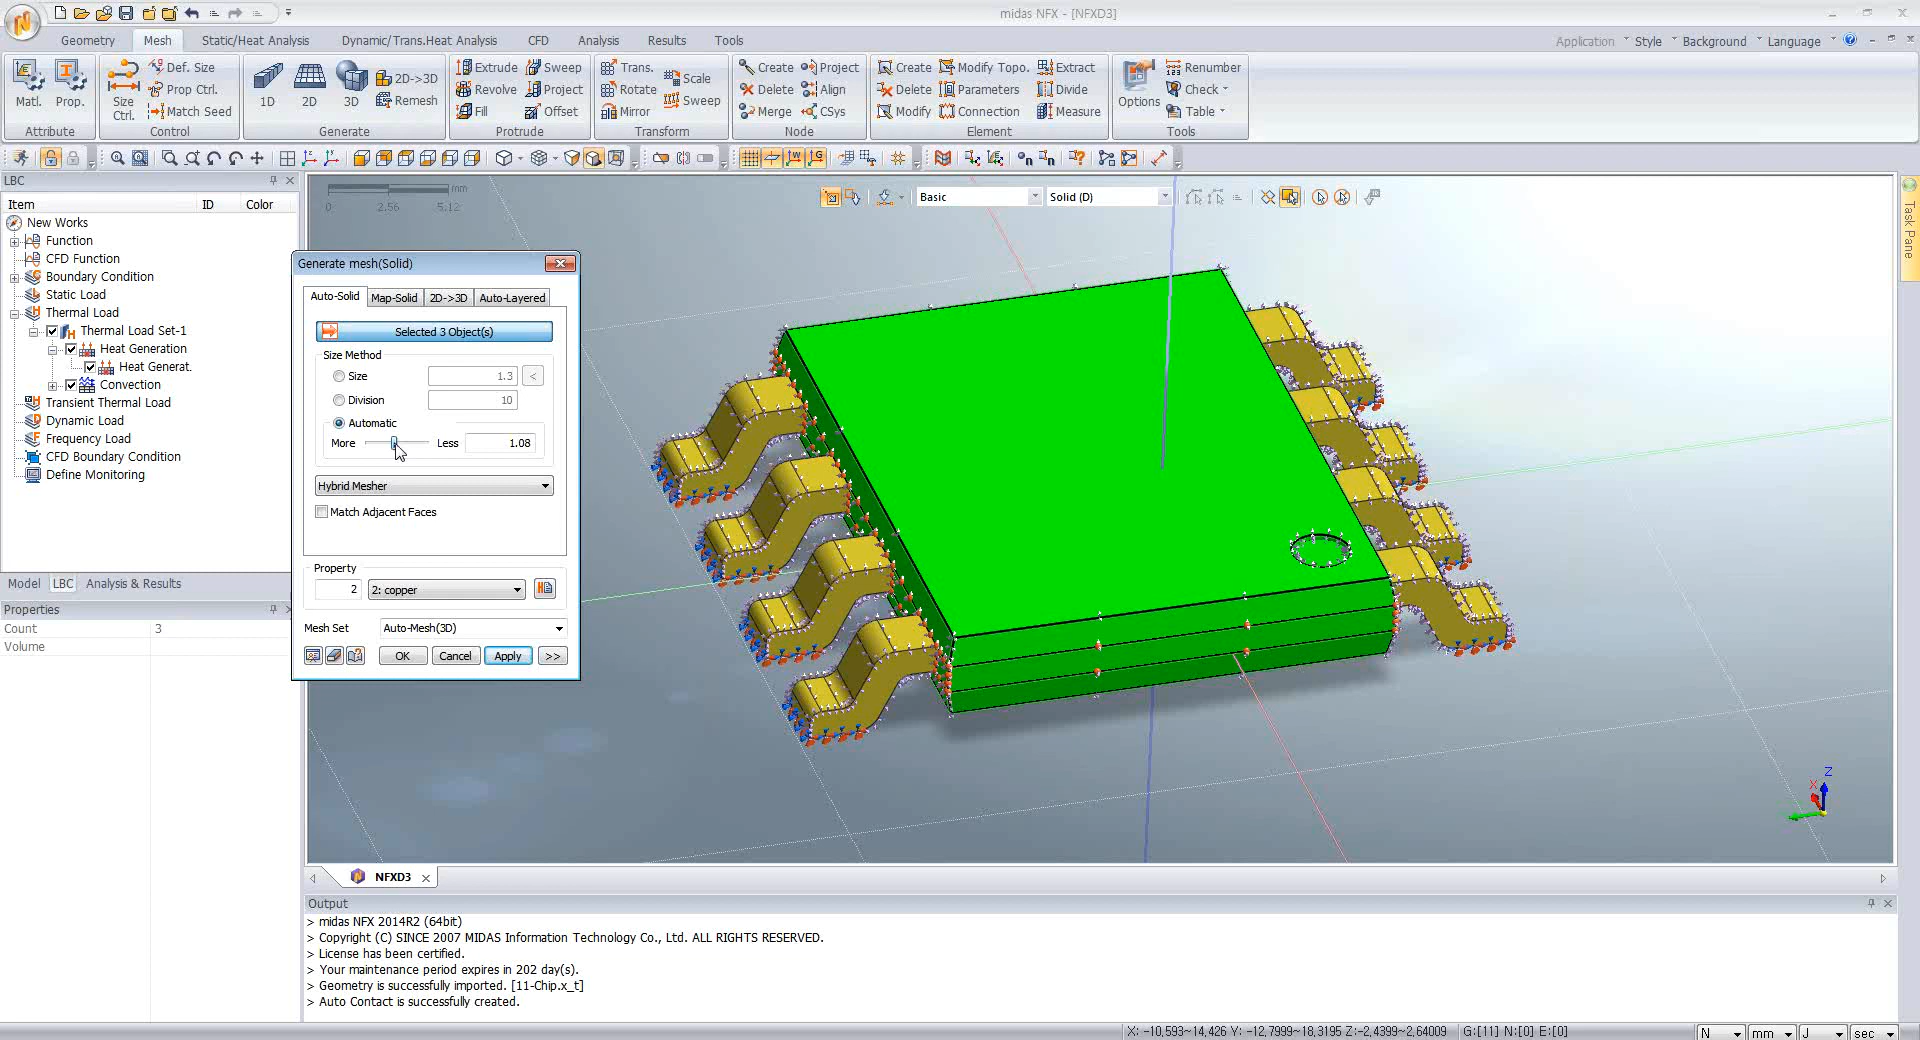 midas NFX - [NFXD3]
Geometry Mesh Static/Heat Analysis Dynamic/Trans.Heat Analysis CFD Analysis Results Tools
Application Style Background Language
Matl. Prop.
Attribute
Size Ctrl. Def. Size
Prop Ctrl.
Match Seed
Control
1D 2D 3D 2D->3D
Remesh
Generate
Extrude Sweep
Revolve Project
Fill Offset
Protrude
Trans. Scale
Rotate Sweep
Mirror
Transform
Create Project
Delete Align
Merge CSys
Node
Create Modify Topo. Extract
Delete Parameters Divide
Modify Connection Measure
Element
Options Renumber
Check
Table
Tools
LBC
Item ID Color
New Works
Function
CFD Function
Boundary Condition
Static Load
Thermal Load
Thermal Load Set-1
Heat Generation
Heat Generat.
Convection
Transient Thermal Load
Dynamic Load
Frequency Load
CFD Boundary Condition
Define Monitoring
Model LBC Analysis & Results
Properties
Count 3
Volume
mm
0 2.56 5.12
Basic Solid (D)
Task Pane
Generate mesh(Solid)
Auto-Solid Map-Solid 2D->3D Auto-Layered
Selected 3 Object(s)
Size Method
Size 1.3 <
Division 10
Automatic
More Less 1.08
Hybrid Mesher
Match Adjacent Faces
Property
2 2: copper
Mesh Set Auto-Mesh(3D)
OK Cancel Apply >>
Z
X
NFXD3
Output
> midas NFX 2014R2 (64bit)
> Copyright (C) SINCE 2007 MIDAS Information Technology Co., Ltd. ALL RIGHTS RESERVED.
> License has been certified.
> Your maintenance period expires in 202 day(s).
> Geometry is successfully imported. [11-Chip.x_t]
> Auto Contact is successfully created.
X: -10,593~14,426 Y: -12,7999~18,3195 Z:-2,4399~2,64009 G:[11] N:[0] E:[0]
N mm J sec